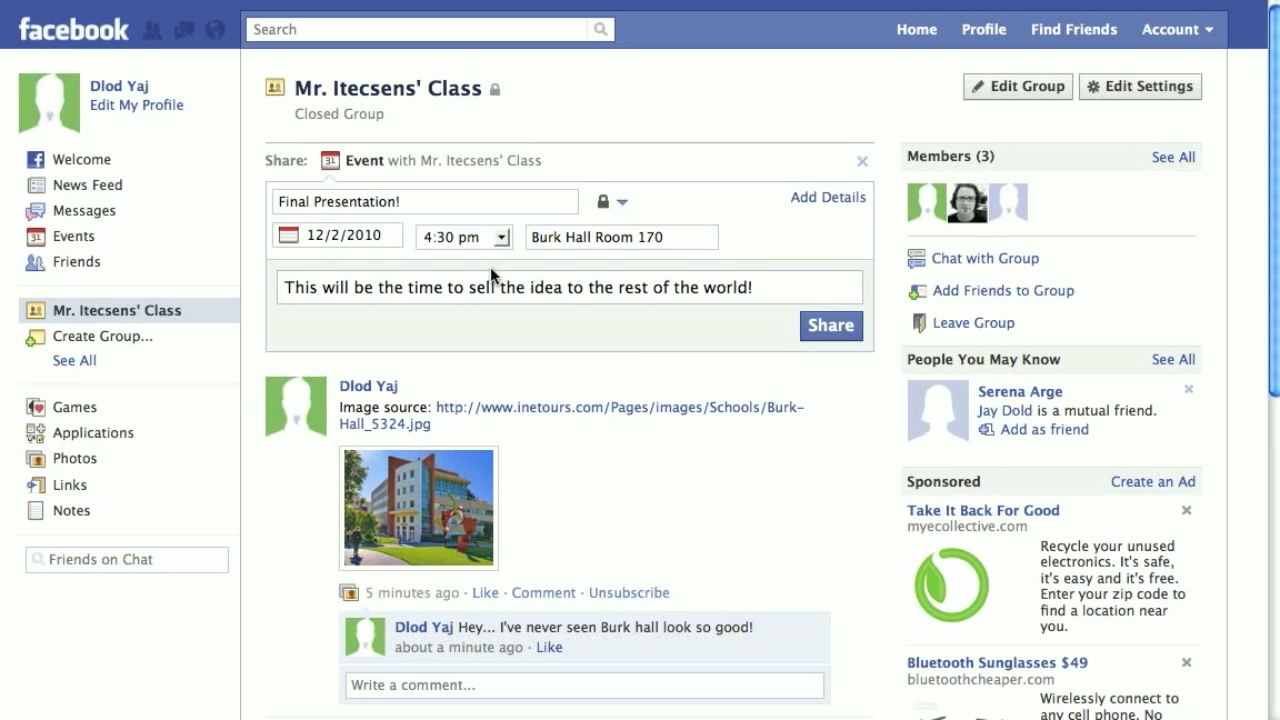 facebook
Search
Home
Profile
Find Friends
Account
Dlod Yaj
Edit My Profile
Welcome
News Feed
Messages
31
Events
Friends
Mr. Itecsens' Class
Create Group...
See All
Games
Applications
Photos
Links
Notes
Friends on Chat
Mr. Itecsens' Class
Closed Group
Edit Group
Edit Settings
Share: 31 Event with Mr. Itecsens' Class
Final Presentation!
Add Details
12/2/2010
4:30 pm
Burk Hall Room 170
This will be the time to sell the idea to the rest of the world!
Share
Dlod Yaj
Image source: http://www.inetours.com/Pages/images/Schools/Burk-
Hall_5324.jpg
5 minutes ago · Like · Comment · Unsubscribe
Dlod Yaj Hey... I've never seen Burk hall look so good!
about a minute ago · Like
Write a comment...
Members (3)
See All
Chat with Group
Add Friends to Group
Leave Group
People You May Know
See All
Serena Arge
Jay Dold is a mutual friend.
Add as friend
Sponsored
Create an Ad
Take It Back For Good
myecollective.com
Recycle your unused
electronics. It's safe,
it's easy and it's free.
Enter your zip code to
find a location near
you.
Bluetooth Sunglasses $49
bluetoothcheaper.com
Wirelessly connect to
any cell phone. No